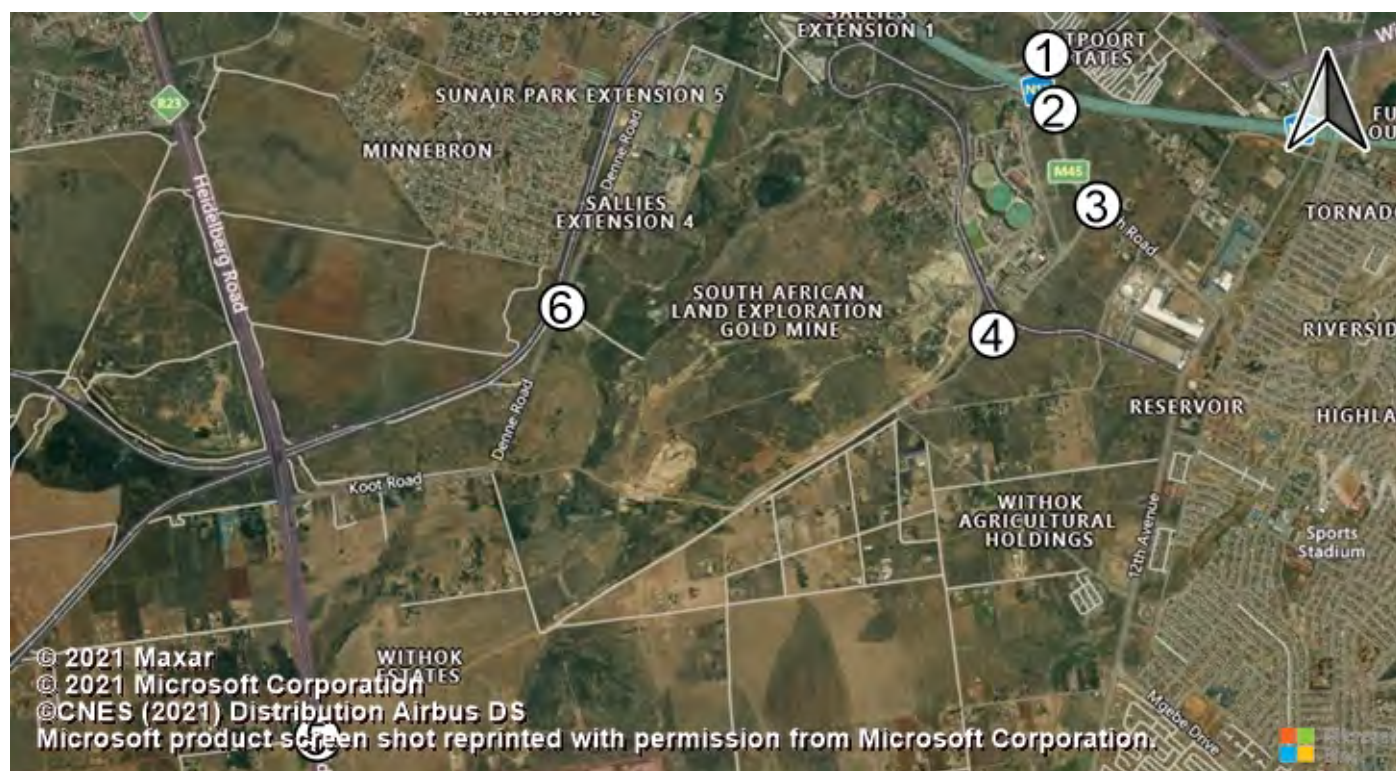 SALLIES
EXTENSION 1
1
ESTATES
R23
SUNAIR PARK EXTENSION 5
2
MINNEBRON
Denne Road
M45
SALLIES
EXTENSION 4
3
TORNAD
Heidelberg Road
6
SOUTH AFRICAN
LAND EXPLORATION
GOLD MINE
4
RIVERSID
RESERVOIR
HIGHLA
Denne Road
Koot Road
WITHOK
AGRICULTURAL
HOLDINGS
12th Avenue
Sports
Stadium
WITHOK
ESTATES
Mgebe Drive
© 2021 Maxar
© 2021 Microsoft Corporation
©CNES (2021) Distribution Airbus DS
Microsoft product screen shot reprinted with permission from Microsoft Corporation.